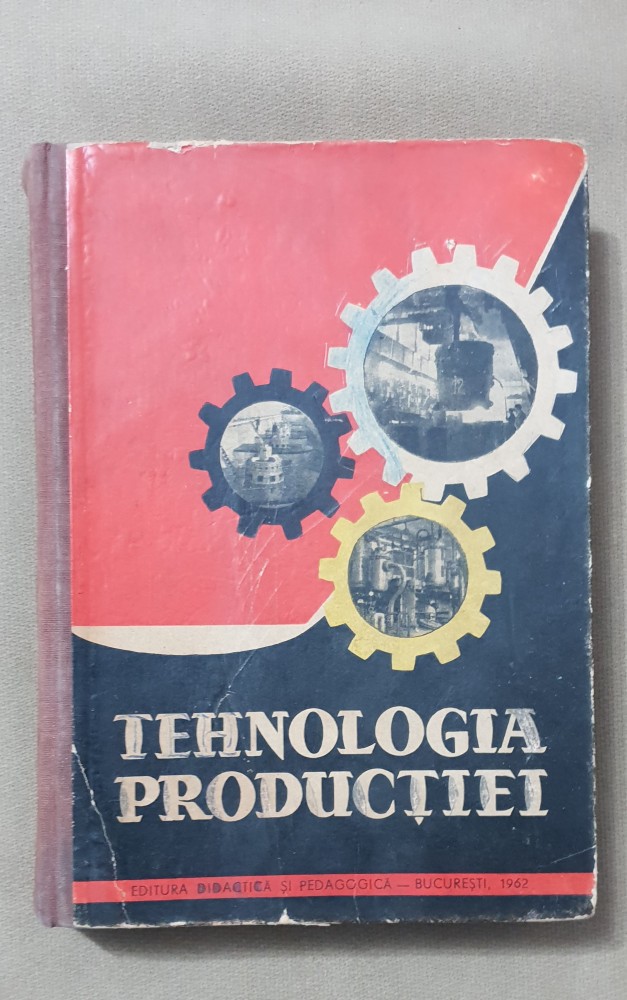 TEHNOLOGIA
PRODUCȚIEI
EDITURA DIDACTICĂ ȘI PEDAGOGICĂ — BUCUREȘTI, 1962